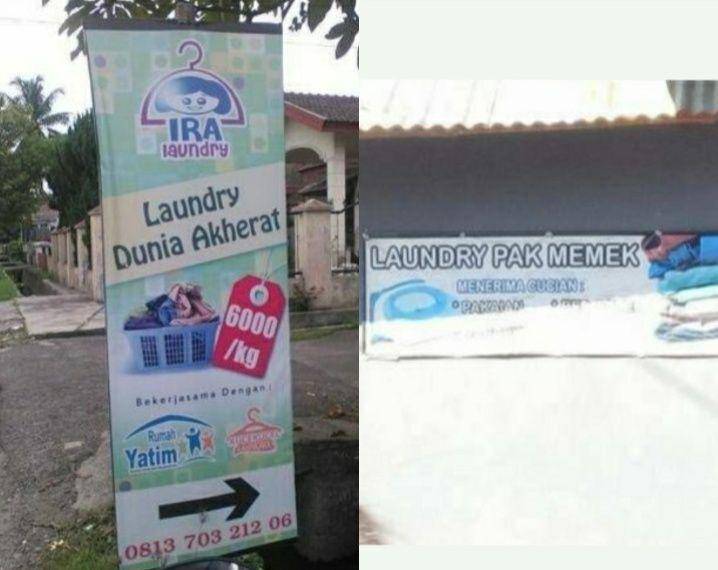 IRA
laundry
Laundry
Dunia Akherat
6000
/kg
Bekerjasama Dengan:
Rumah
Yatim
0813 703 212 06
LAUNDRY PAK MEMEK
MENERIMA CUCIAN :
* PAKAIAN